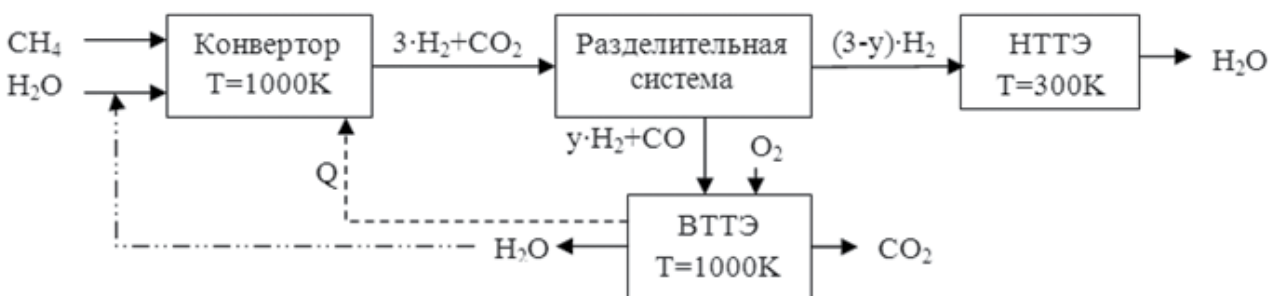 CH₄
H₂O
Конвертор
T=1000K
3·H₂+CO₂
Разделительная
система
(3-y)·H₂
НТТЭ
T=300K
H₂O
y·H₂+CO
O₂
Q
ВТТЭ
T=1000K
H₂O
CO₂